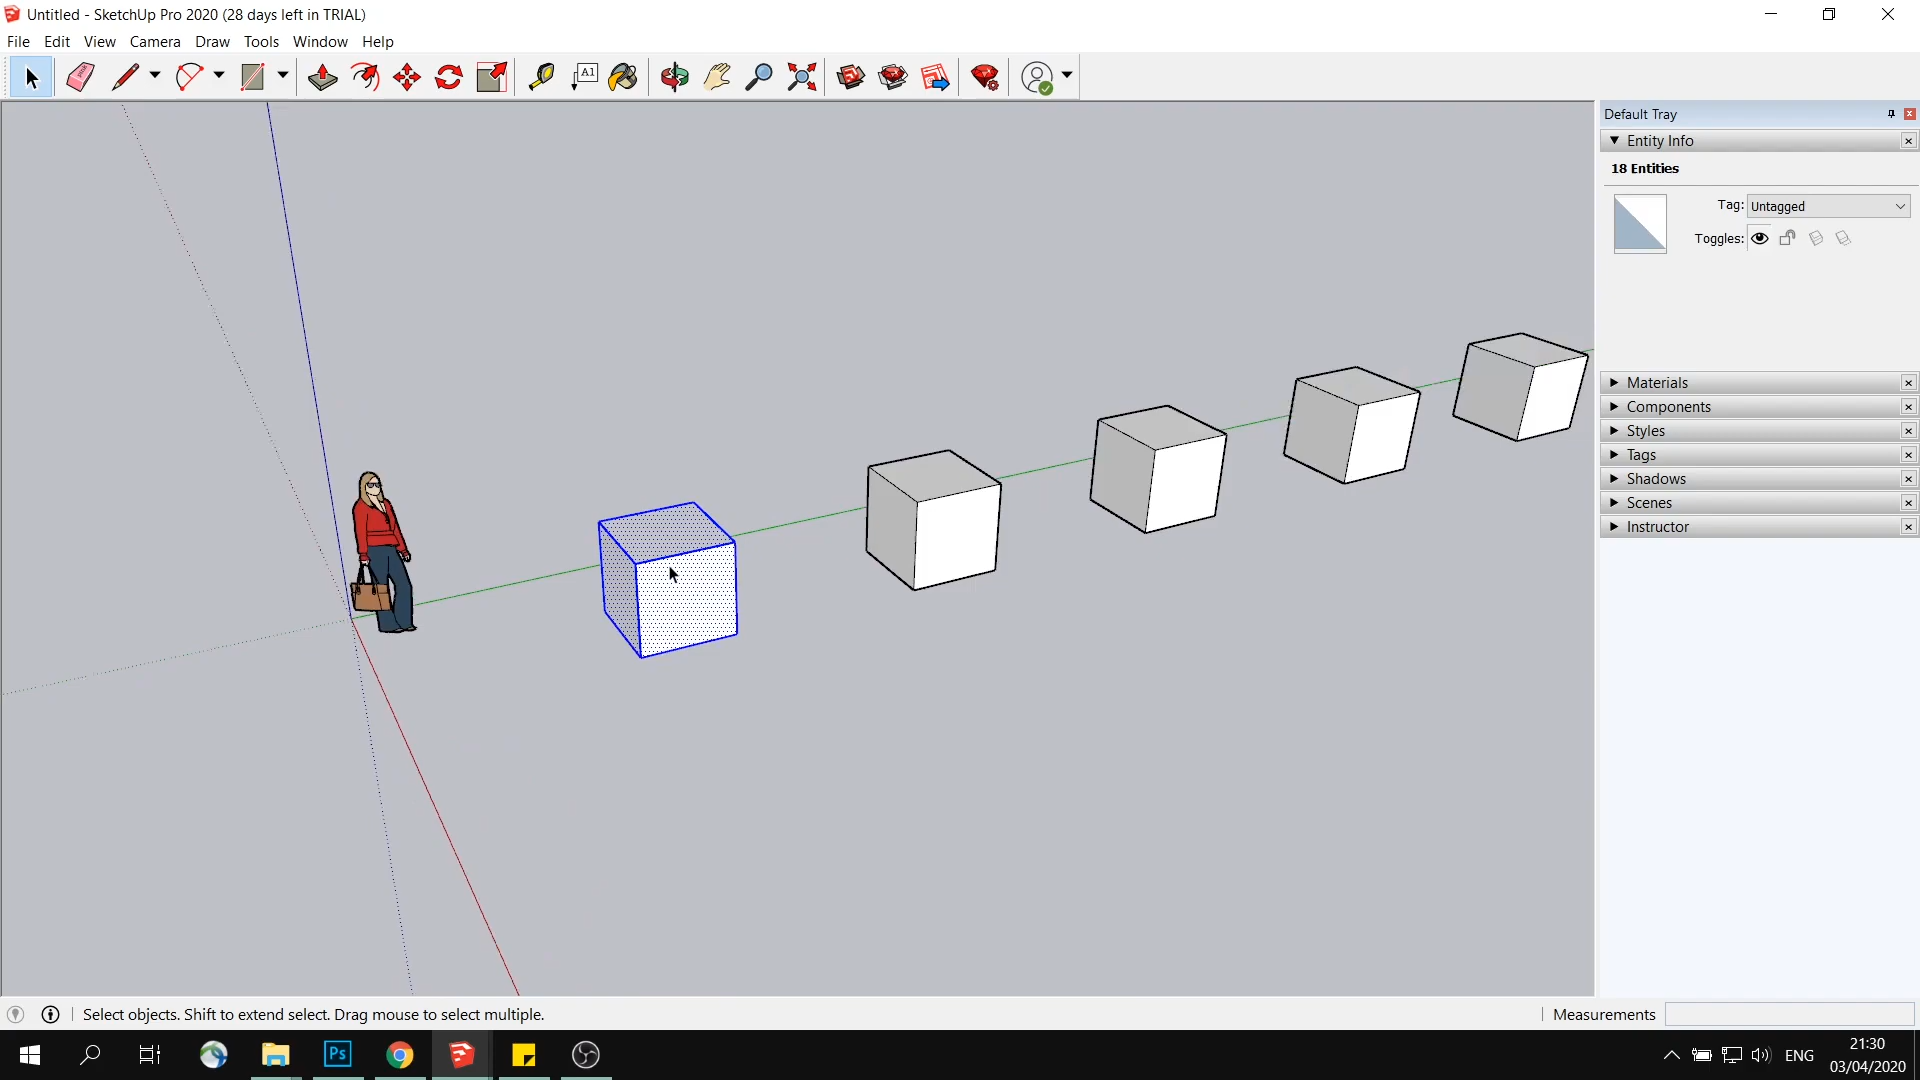 Untitled - SketchUp Pro 2020 (28 days left in TRIAL)
File Edit View Camera Draw Tools Window Help
A1
Default Tray
Entity Info
18 Entities
Tag: Untagged
Toggles:
Materials
Components
Styles
Tags
Shadows
Scenes
Instructor
Select objects. Shift to extend select. Drag mouse to select multiple.
Measurements
Ps
ENG
21:30
03/04/2020